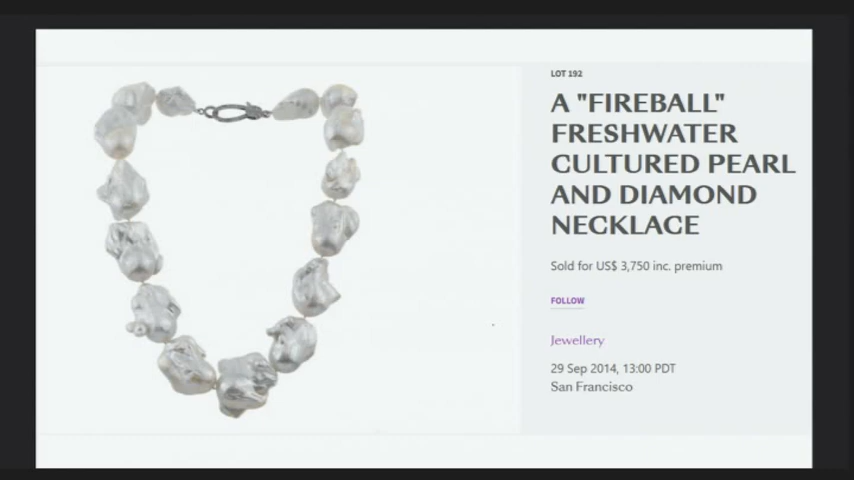 LOT 192
A "FIREBALL"
FRESHWATER
CULTURED PEARL
AND DIAMOND
NECKLACE
Sold for US$ 3,750 inc. premium
FOLLOW
Jewellery
29 Sep 2014, 13:00 PDT
San Francisco